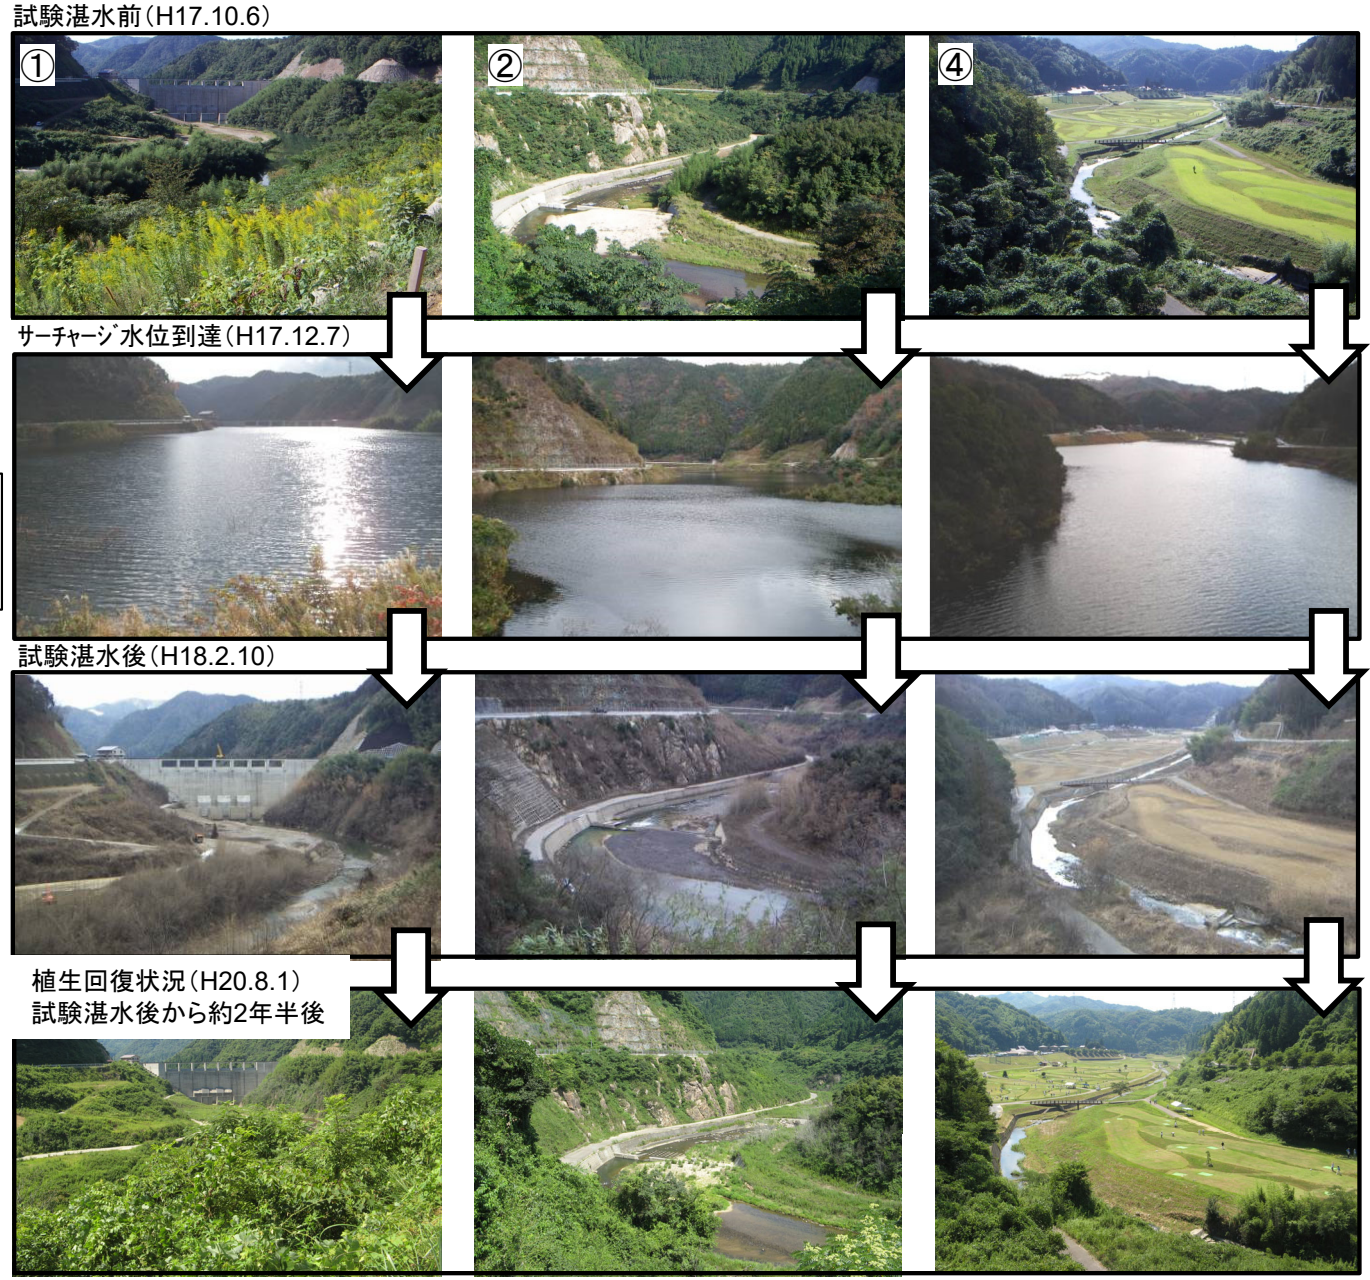 試験湛水前(H17.10.6)
① ② ④
サーチャージ水位到達(H17.12.7)
試験湛水後(H18.2.10)
植生回復状況(H20.8.1)
試験湛水後から約2年半後